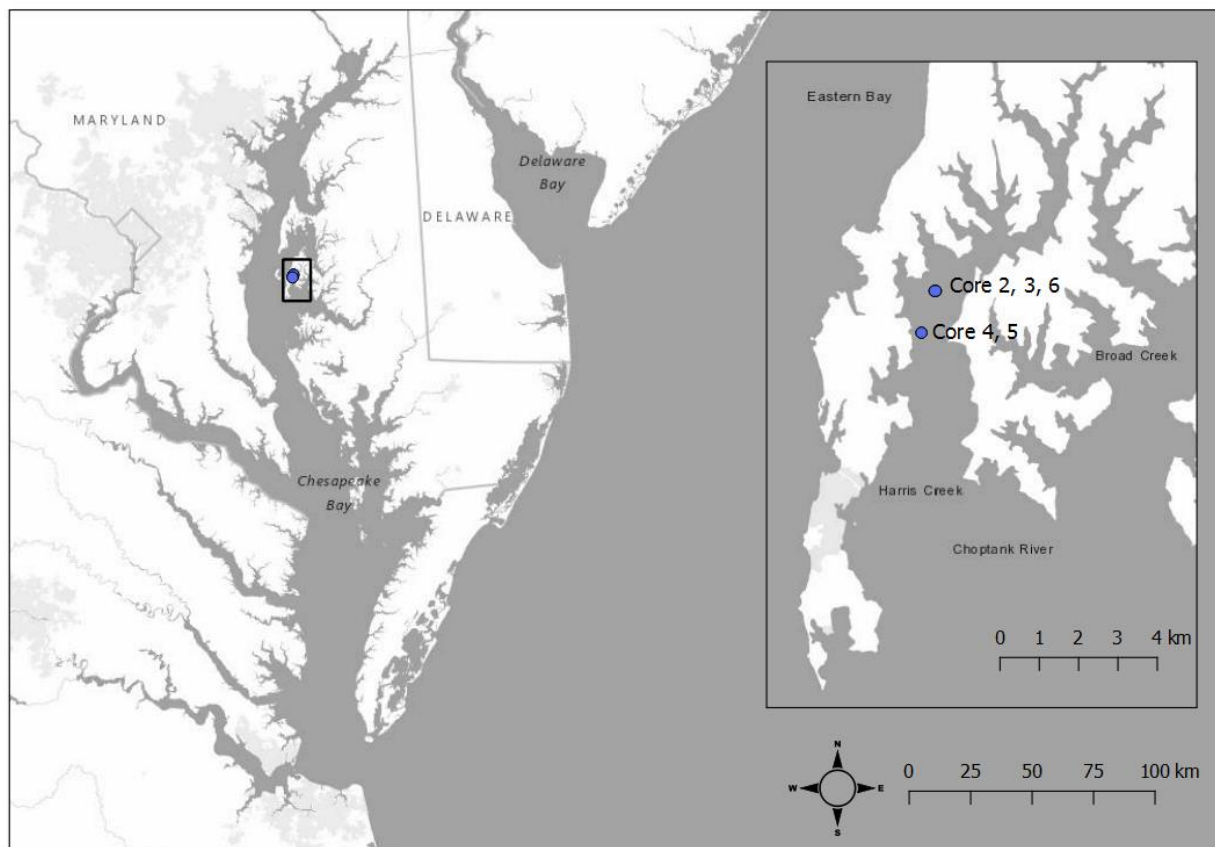 MARYLAND
Delaware
Bay
DELAWARE
Chesapeake
Bay
Eastern Bay
Core 2, 3, 6
Core 4, 5
Broad Creek
Harris Creek
Choptank River
0 1 2 3 4 km
N
W E
S
0 25 50 75 100 km